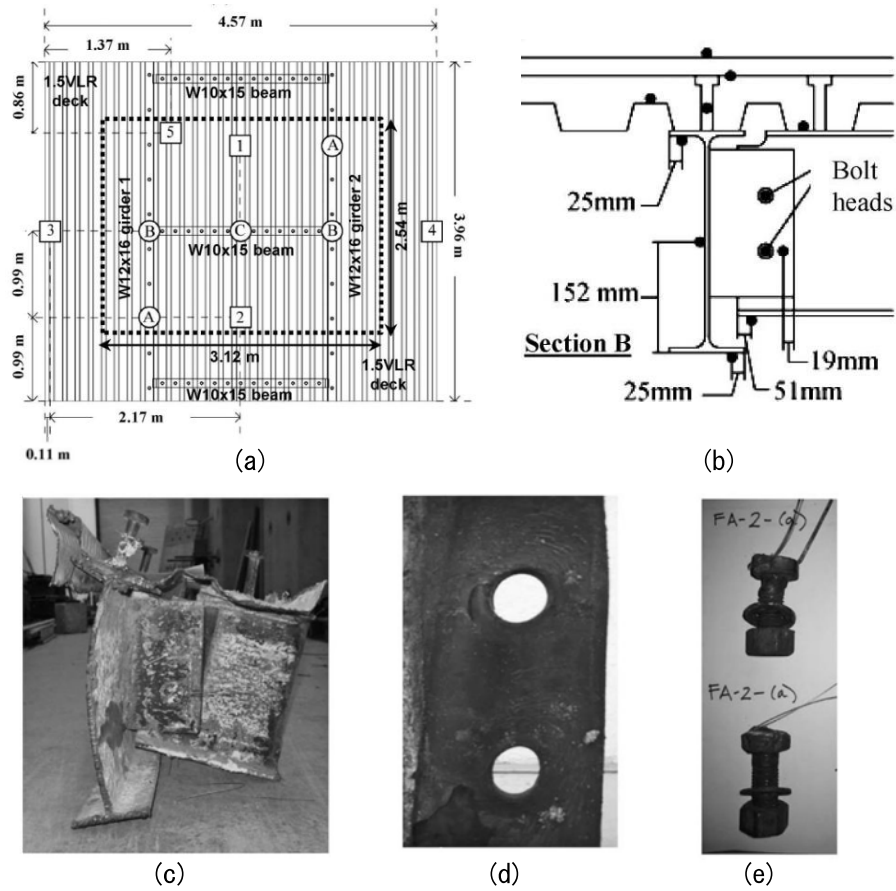 4.57 m
1.37 m
0.86 m
1.5VLR
deck
W10x15 beam
5
1
A
W12x16 girder 1
W12x16 girder 2
2.54 m
3.96 m
3
B
C
B
4
W10x15 beam
0.99 m
A
2
3.12 m
1.5VLR
deck
0.99 m
W10x15 beam
2.17 m
0.11 m
(a)
25mm
Bolt
heads
152 mm
Section B
19mm
25mm
51mm
(b)
(c)
(d)
FA-2-(a)
FA-2-(a)
(e)